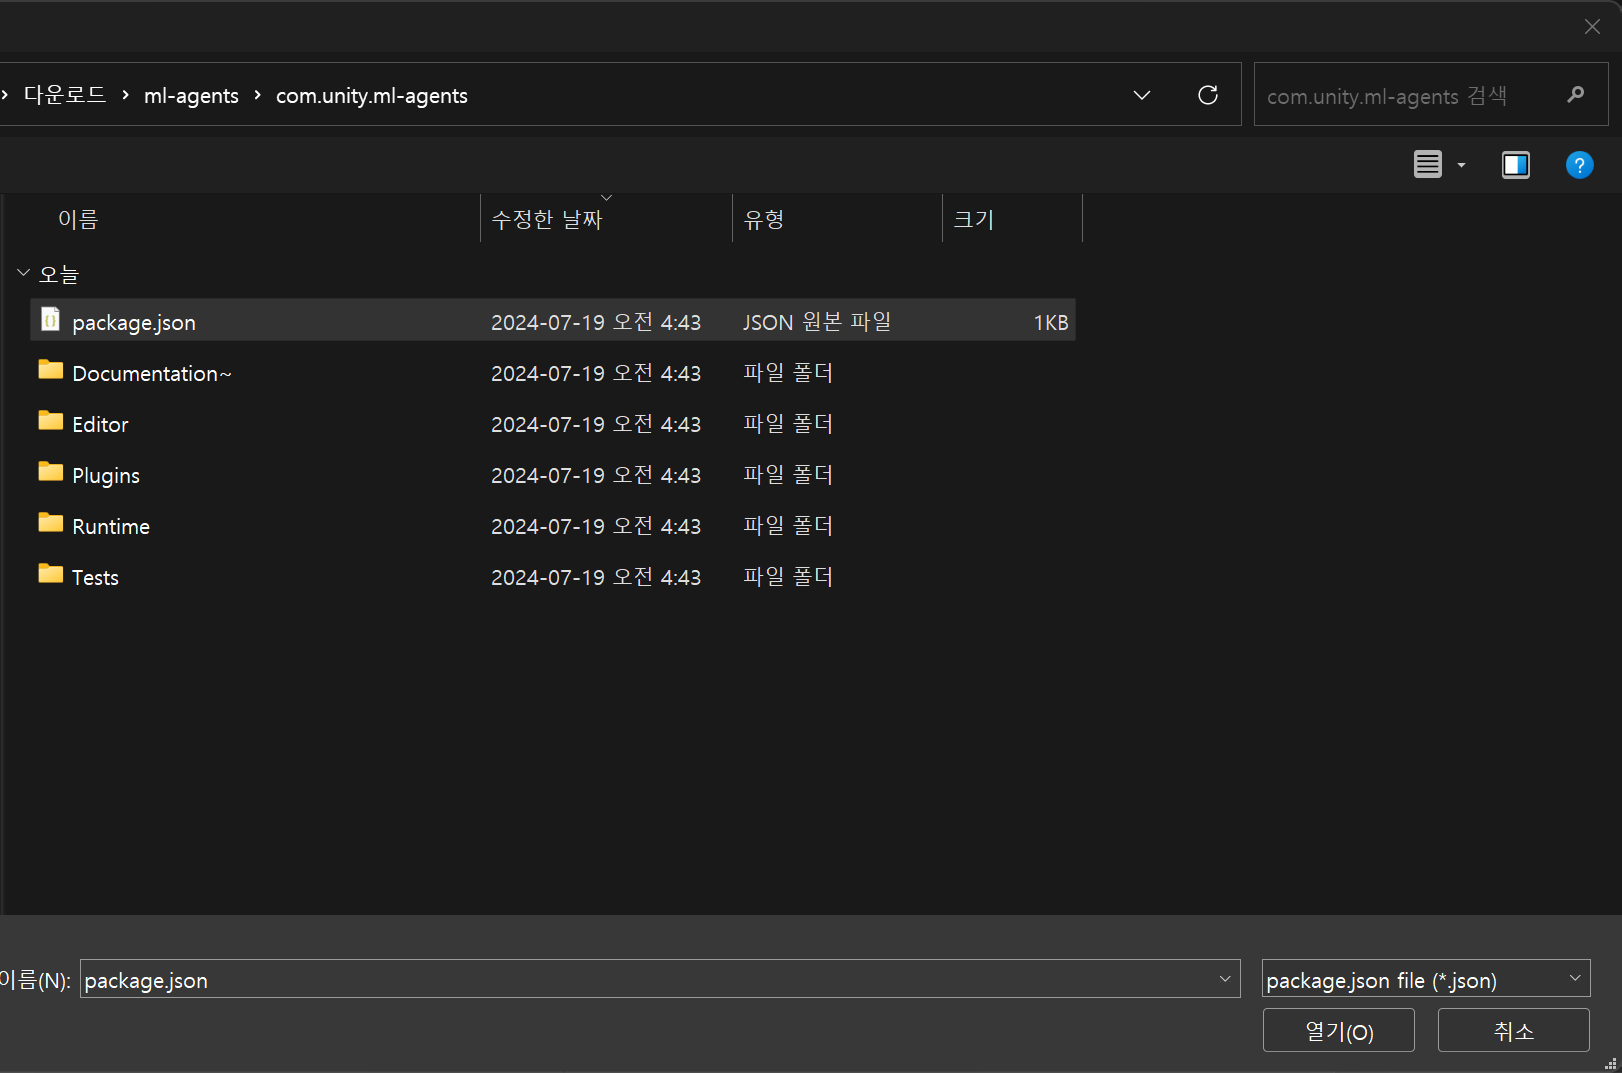 다운로드 › ml-agents › com.unity.ml-agents
com.unity.ml-agents 검색
이름 수정한 날짜 유형 크기
오늘
package.json 2024-07-19 오전 4:43 JSON 원본 파일 1KB
Documentation~ 2024-07-19 오전 4:43 파일 폴더
Editor 2024-07-19 오전 4:43 파일 폴더
Plugins 2024-07-19 오전 4:43 파일 폴더
Runtime 2024-07-19 오전 4:43 파일 폴더
Tests 2024-07-19 오전 4:43 파일 폴더
이름(N): package.json package.json file (*.json)
열기(O) 취소